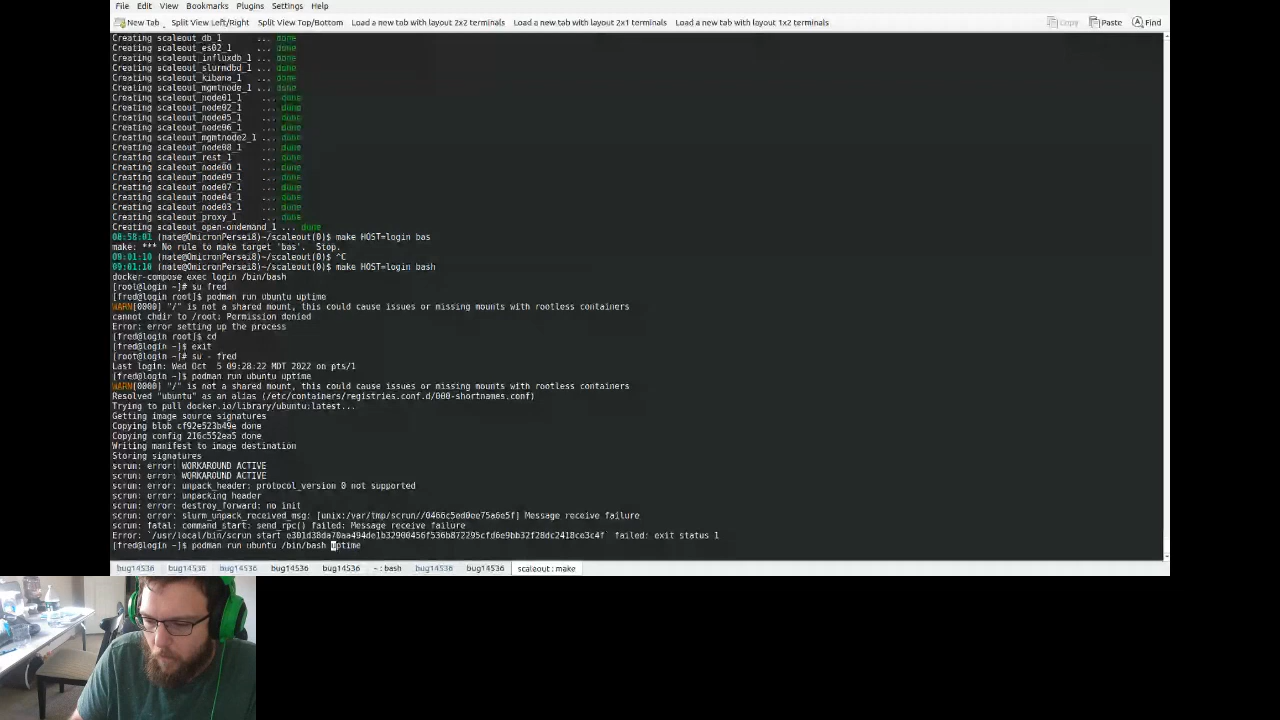 File Edit View Bookmarks Plugins Settings Help
New Tab Split View Left/Right Split View Top/Bottom Load a new tab with layout 2x2 terminals Load a new tab with layout 2x1 terminals Load a new tab with layout 1x2 terminals Copy Paste Find
Creating scaleout_db_1 ... done
Creating scaleout_es02_1 ... done
Creating scaleout_influxdb_1 ... done
Creating scaleout_slurmdbd_1 ... done
Creating scaleout_kibana_1 ... done
Creating scaleout_mgmtnode_1 ... done
Creating scaleout_node01_1 ... done
Creating scaleout_node02_1 ... done
Creating scaleout_node05_1 ... done
Creating scaleout_node06_1 ... done
Creating scaleout_mgmtnode2_1 ... done
Creating scaleout_node08_1 ... done
Creating scaleout_rest_1 ... done
Creating scaleout_node00_1 ... done
Creating scaleout_node09_1 ... done
Creating scaleout_node07_1 ... done
Creating scaleout_node04_1 ... done
Creating scaleout_node03_1 ... done
Creating scaleout_proxy_1 ... done
Creating scaleout_open-ondemand_1 ... done
08:58:01 (nate@OmicronPersei8)~/scaleout(0)$ make HOST=login bas
make: *** No rule to make target 'bas'. Stop.
09:01:10 (nate@OmicronPersei8)~/scaleout(0)$ ^C
09:01:10 (nate@OmicronPersei8)~/scaleout(0)$ make HOST=login bash
docker-compose exec login /bin/bash
[root@login ~]# su fred
[fred@login root]$ podman run ubuntu uptime
WARN[0000] "/" is not a shared mount, this could cause issues or missing mounts with rootless containers
cannot chdir to /root: Permission denied
Error: error setting up the process
[fred@login root]$ cd
[fred@login ~]$ exit
[root@login ~]# su - fred
Last login: Wed Oct 5 09:28:22 MDT 2022 on pts/1
[fred@login ~]$ podman run ubuntu uptime
WARN[0000] "/" is not a shared mount, this could cause issues or missing mounts with rootless containers
Resolved "ubuntu" as an alias (/etc/containers/registries.conf.d/000-shortnames.conf)
Trying to pull docker.io/library/ubuntu:latest...
Getting image source signatures
Copying blob cf92e523b49e done
Copying config 216c552ea5 done
Writing manifest to image destination
Storing signatures
scrun: error: WORKAROUND ACTIVE
scrun: error: WORKAROUND ACTIVE
scrun: error: unpack_header: protocol_version 0 not supported
scrun: error: unpacking header
scrun: error: destroy_forward: no init
scrun: error: slurm_unpack_received_msg: [unix:/var/tmp/scrun//0466c5ed0ee75a6e5f] Message receive failure
scrun: fatal: command_start: send_rpc() failed: Message receive failure
Error: `/usr/local/bin/scrun start e301d38da70aa494de1b32900456f536b872295cfd6e9bb32f28dc2418ce3c4f` failed: exit status 1
[fred@login ~]$ podman run ubuntu /bin/bash uptime
bug14536 bug14536 bug14536 bug14536 bug14536 ~ : bash bug14536 bug14536 scaleout : make